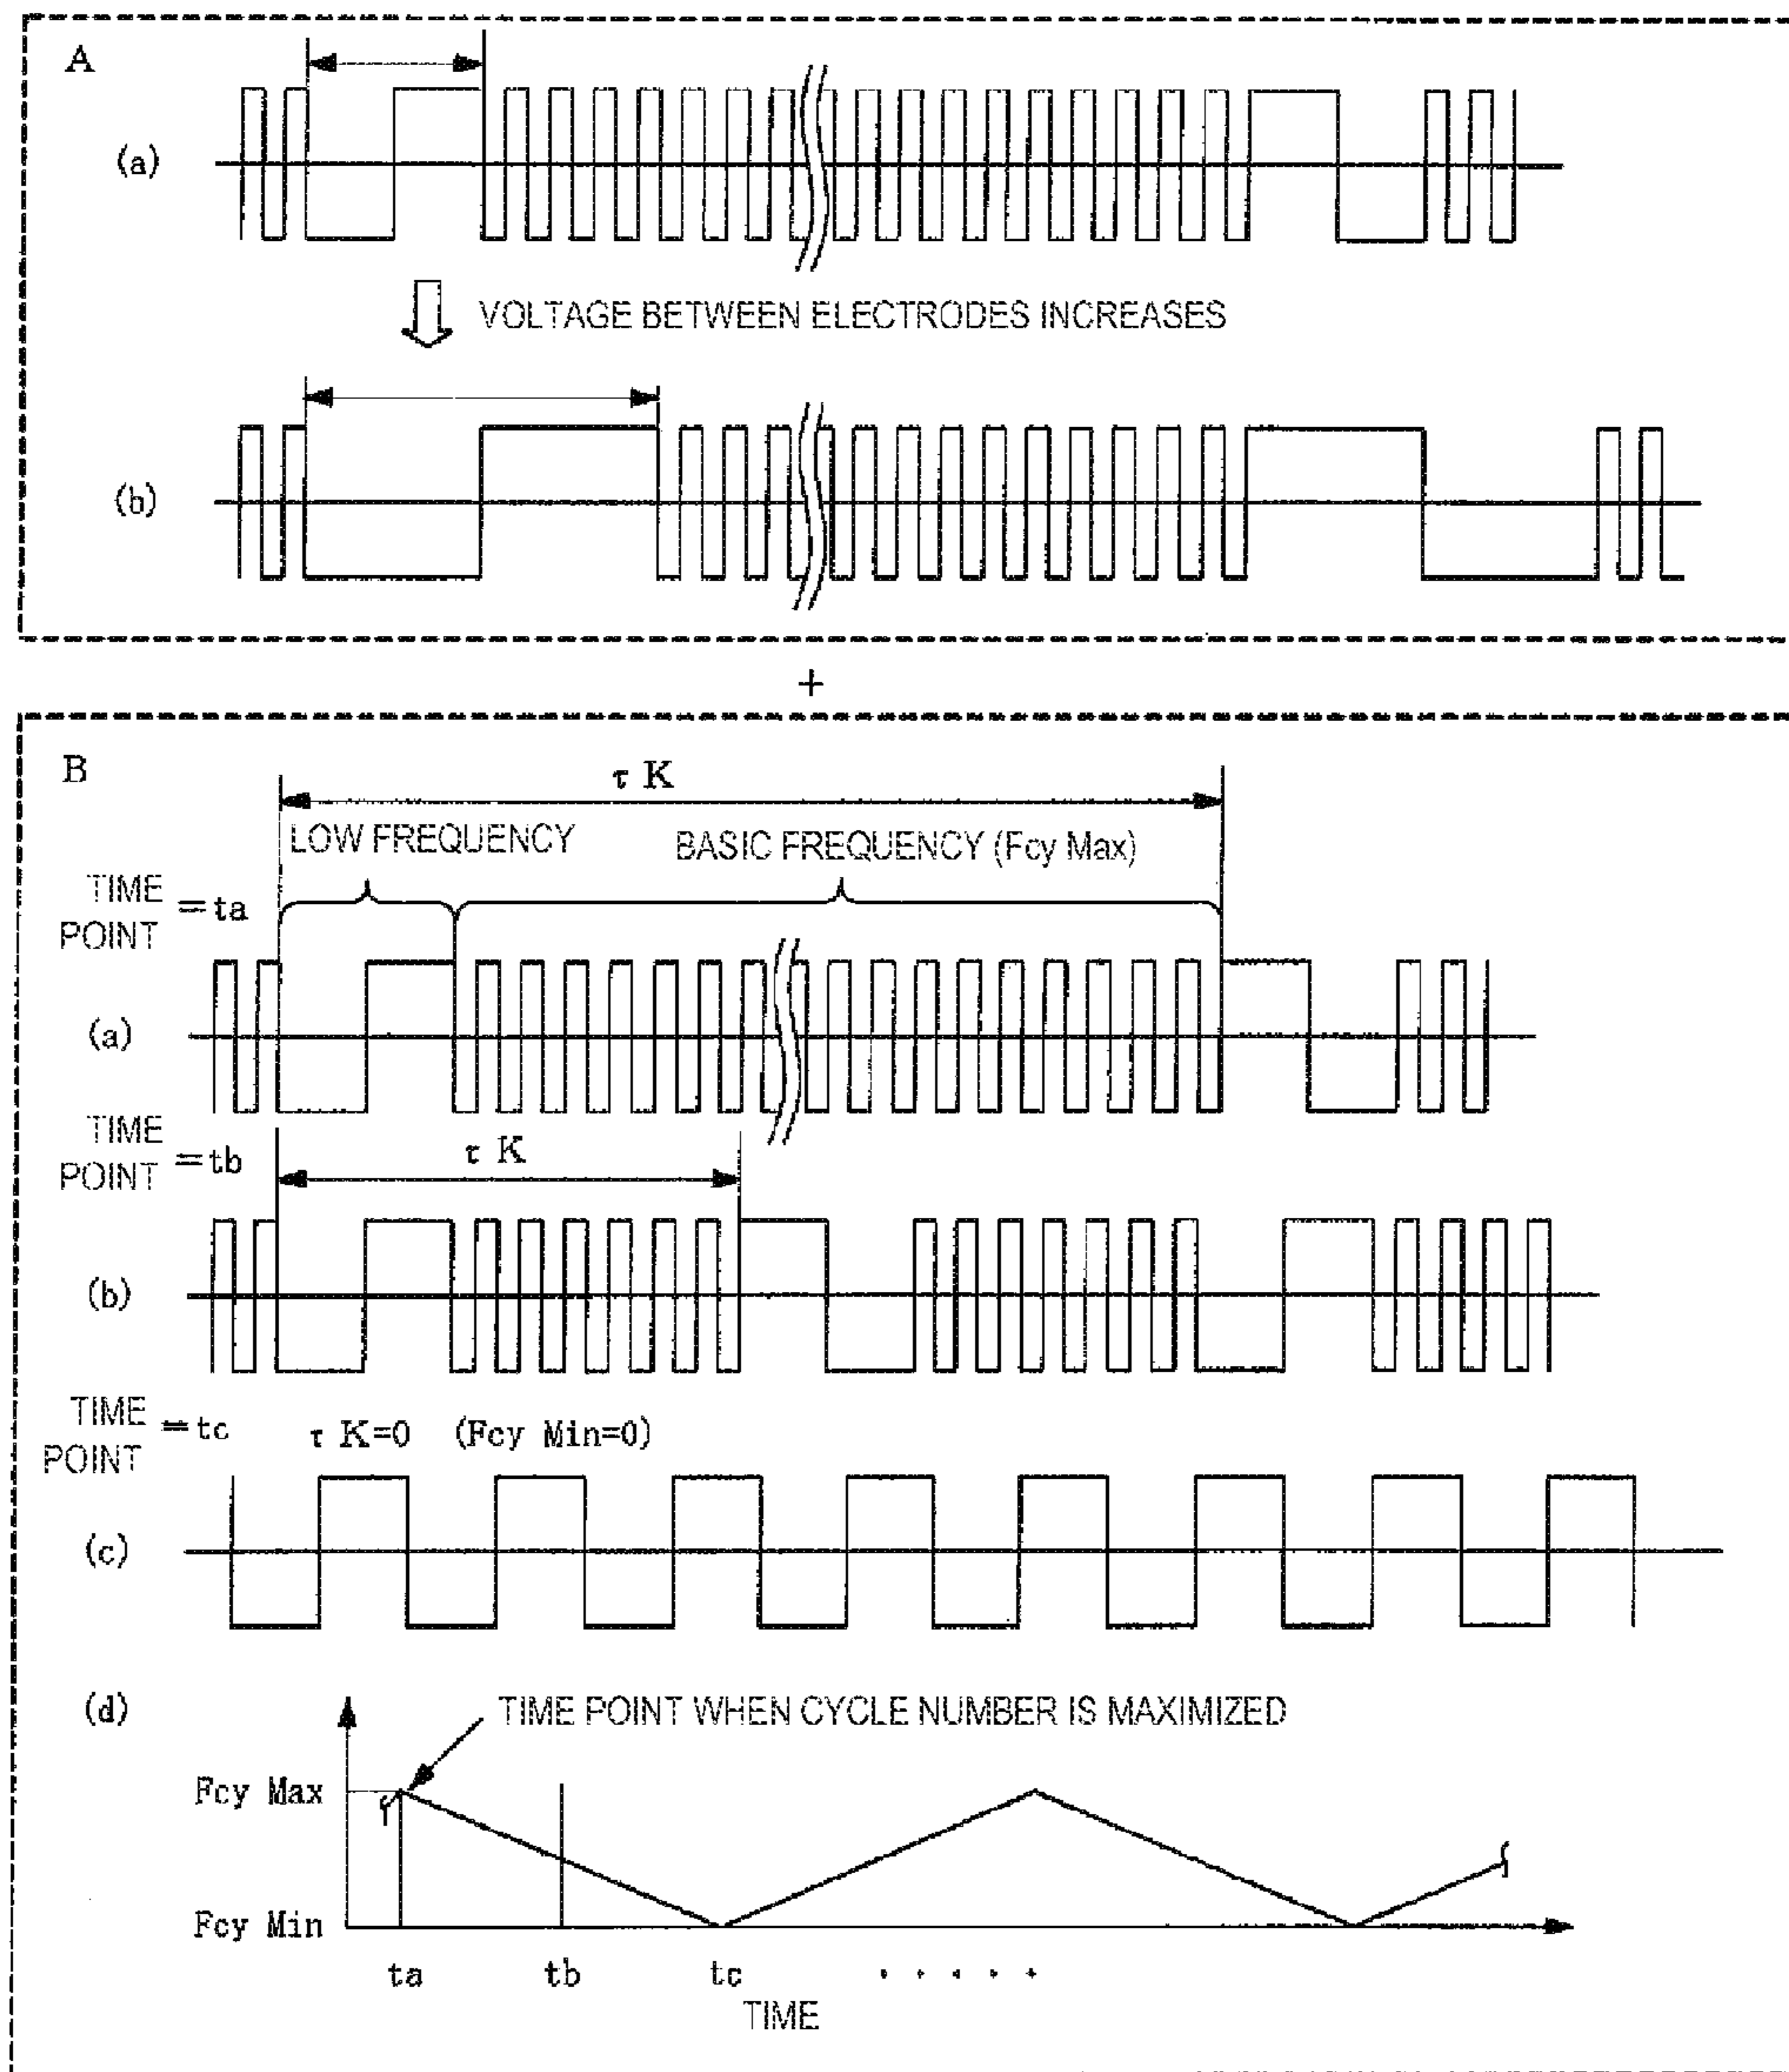 A
(a)
VOLTAGE BETWEEN ELECTRODES INCREASES
(b)
+
B
τ K
LOW FREQUENCY
BASIC FREQUENCY (Fcy Max)
TIME
POINT
=ta
(a)
TIME
POINT
=tb
τ K
(b)
TIME
POINT
=tc
τ K=0 (Fcy Min=0)
(c)
(d)
TIME POINT WHEN CYCLE NUMBER IS MAXIMIZED
Fcy Max
Fcy Min
ta
tb
tc
.....
TIME